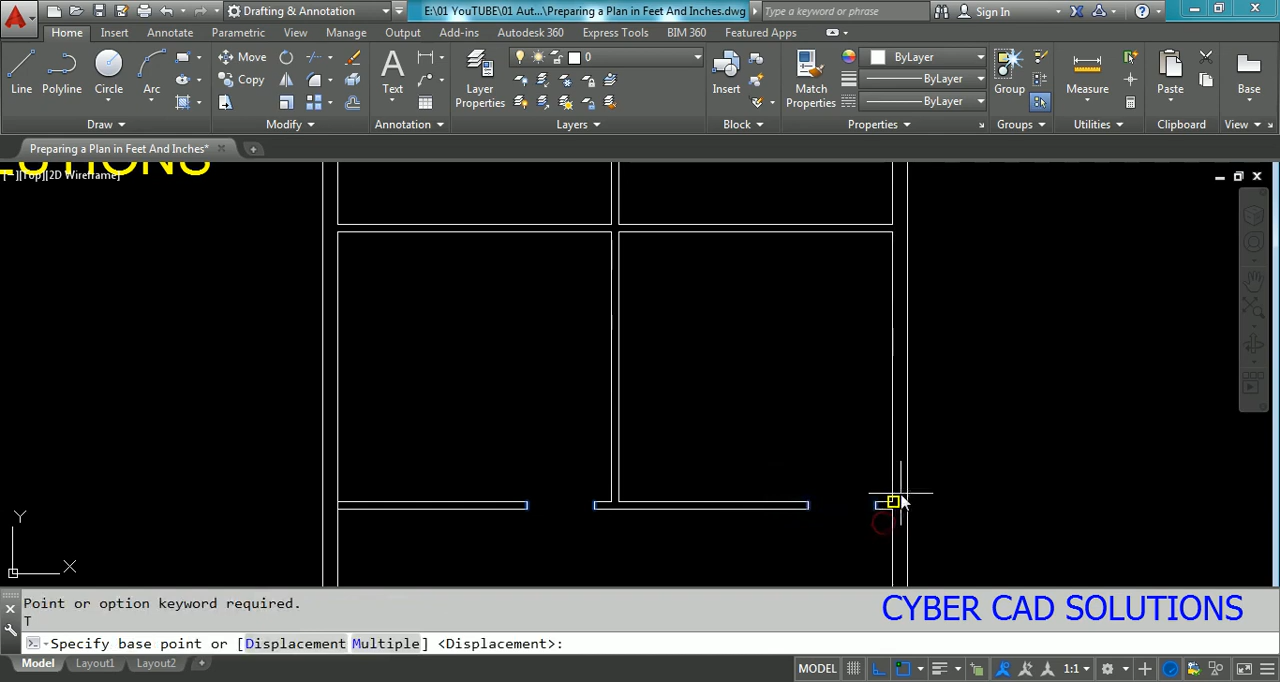 Drafting & Annotation
E:\01 YouTUBE\01 Aut...\Preparing a Plan in Feet And Inches.dwg
Type a keyword or phrase
Sign In
Home Insert Annotate Parametric View Manage Output Add-ins Autodesk 360 Express Tools BIM 360 Featured Apps
Line Polyline Circle Arc
Move
Copy
Text
Layer Properties
0
Insert
Match Properties
ByLayer
ByLayer
ByLayer
Group
Measure
Paste
Base
Draw Modify Annotation Layers Block Properties Groups Utilities Clipboard View
Preparing a Plan in Feet And Inches*
[-][Top][2D Wireframe]
Y
X
Point or option keyword required.
T
Specify base point or [Displacement Multiple] <Displacement>:
CYBER CAD SOLUTIONS
Model Layout1 Layout2 +
MODEL 1:1